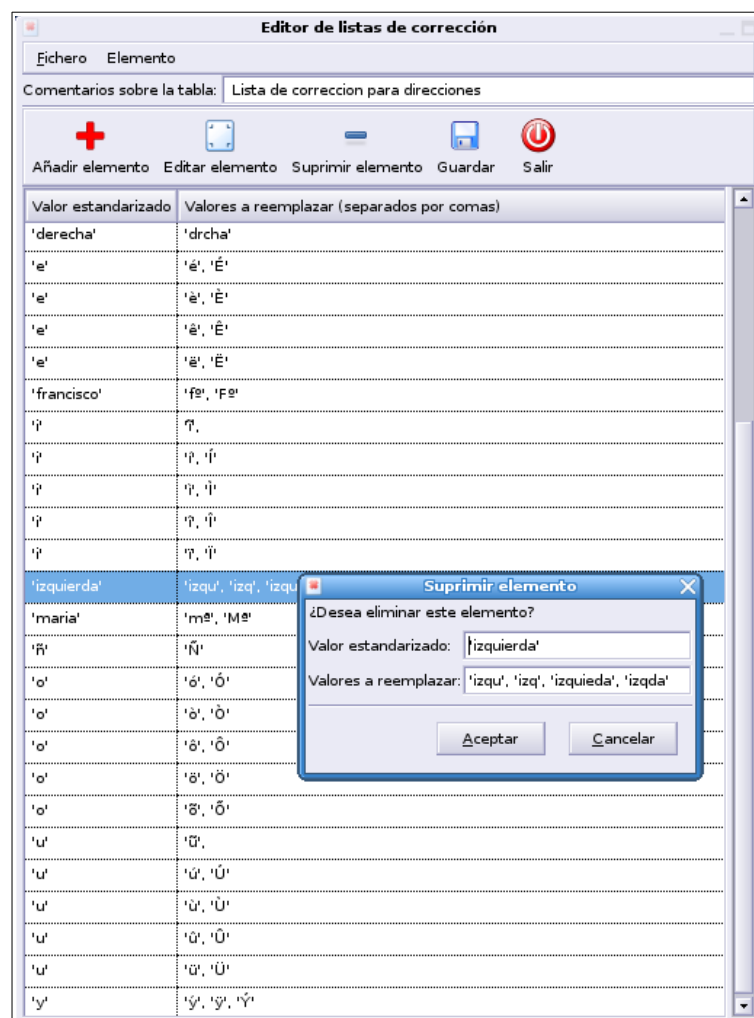 Editor de listas de corrección
Fichero Elemento
Comentarios sobre la tabla: Lista de correccion para direcciones
Añadir elemento Editar elemento Suprimir elemento Guardar Salir
Valor estandarizado Valores a reemplazar (separados por comas)
'derecha' 'drcha'
'e' 'é', 'É'
'e' 'è', 'È'
'e' 'ê', 'Ê'
'e' 'ë', 'Ë'
'francisco' 'fº', 'Fº'
'i'
'i' 'í', 'Í'
'i' 'ì', 'Ì'
'i' 'î', 'Î'
'i' 'ï', 'Ï'
'izquierda' 'izqu', 'izq', 'izqu
'maria' 'mª', 'Mª'
'ñ' 'Ñ'
'o' 'ó', 'Ó'
'o' 'ò', 'Ò'
'o' 'ô', 'Ô'
'o' 'ö', 'Ö'
'o' 'õ', 'Õ'
'u' 'ũ',
'u' 'ú', 'Ú'
'u' 'ù', 'Ù'
'u' 'û', 'Û'
'u' 'ü', 'Ü'
'y' 'ý', 'ÿ', 'Ý'
Suprimir elemento
¿Desea eliminar este elemento?
Valor estandarizado: 'izquierda'
Valores a reemplazar: 'izqu', 'izq', 'izquieda', 'izqda'
Aceptar Cancelar